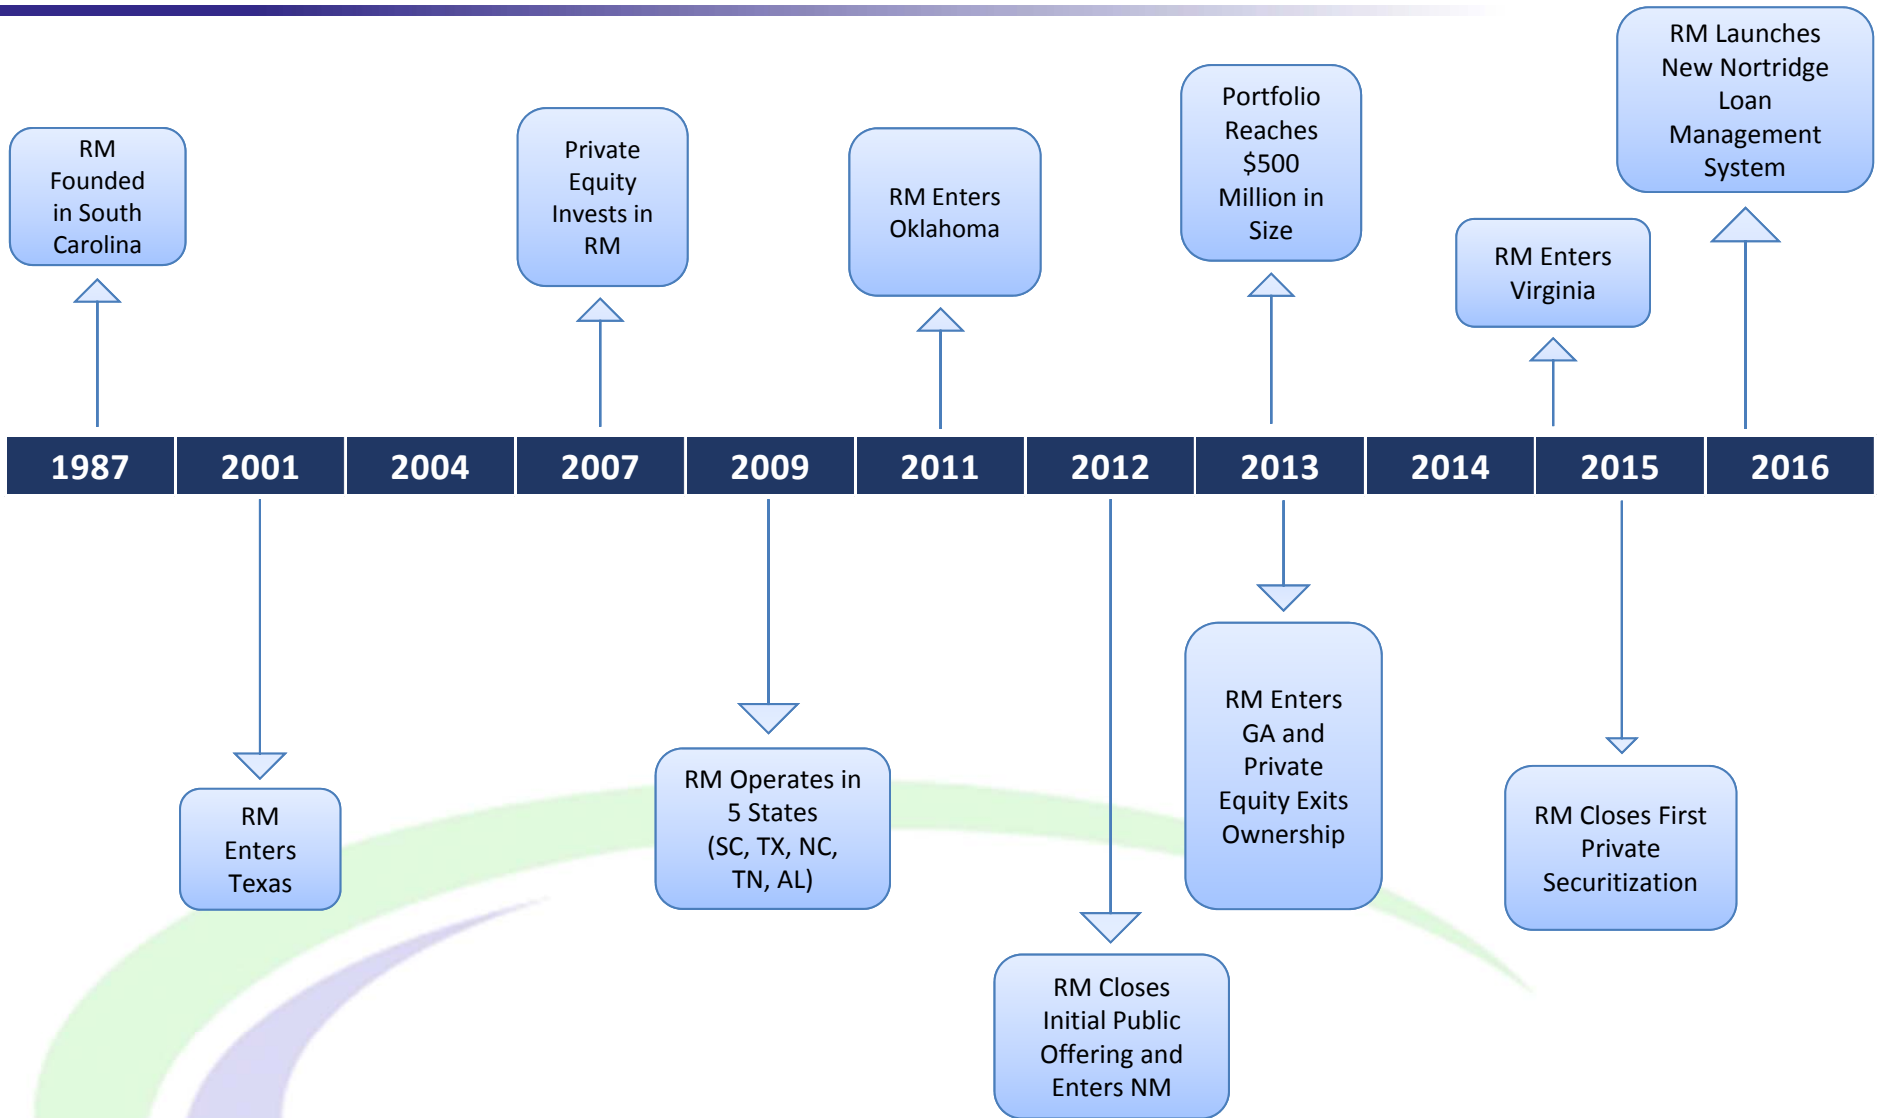 RM
Founded
in South
Carolina
Private
Equity
Invests in
RM
RM Enters
Oklahoma
Portfolio
Reaches
$500
Million in
Size
RM Enters
Virginia
RM Launches
New Nortridge
Loan
Management
System
1987 2001 2004 2007 2009 2011 2012 2013 2014 2015 2016
RM
Enters
Texas
RM Operates in
5 States
(SC, TX, NC,
TN, AL)
RM Closes
Initial Public
Offering and
Enters NM
RM Enters
GA and
Private
Equity Exits
Ownership
RM Closes First
Private
Securitization